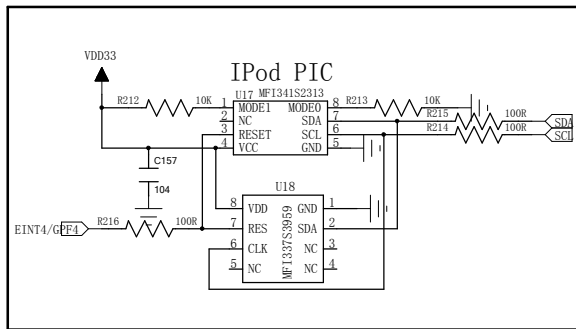 VDD33
IPod PIC
U17 MFI341S2313
R212 10K 1 MODE1 MODE0 8 R213 10K
2 NC SDA 7 R215 100R SDA
3 RESET SCL 6 R214 100R SCL
4 VCC GND 5
C157
104
U18
8 VDD GND 1
EINT4/GPF4 R216 100R 7 RES SDA 2
6 CLK NC 3
5 NC NC 4
MFI337S3959